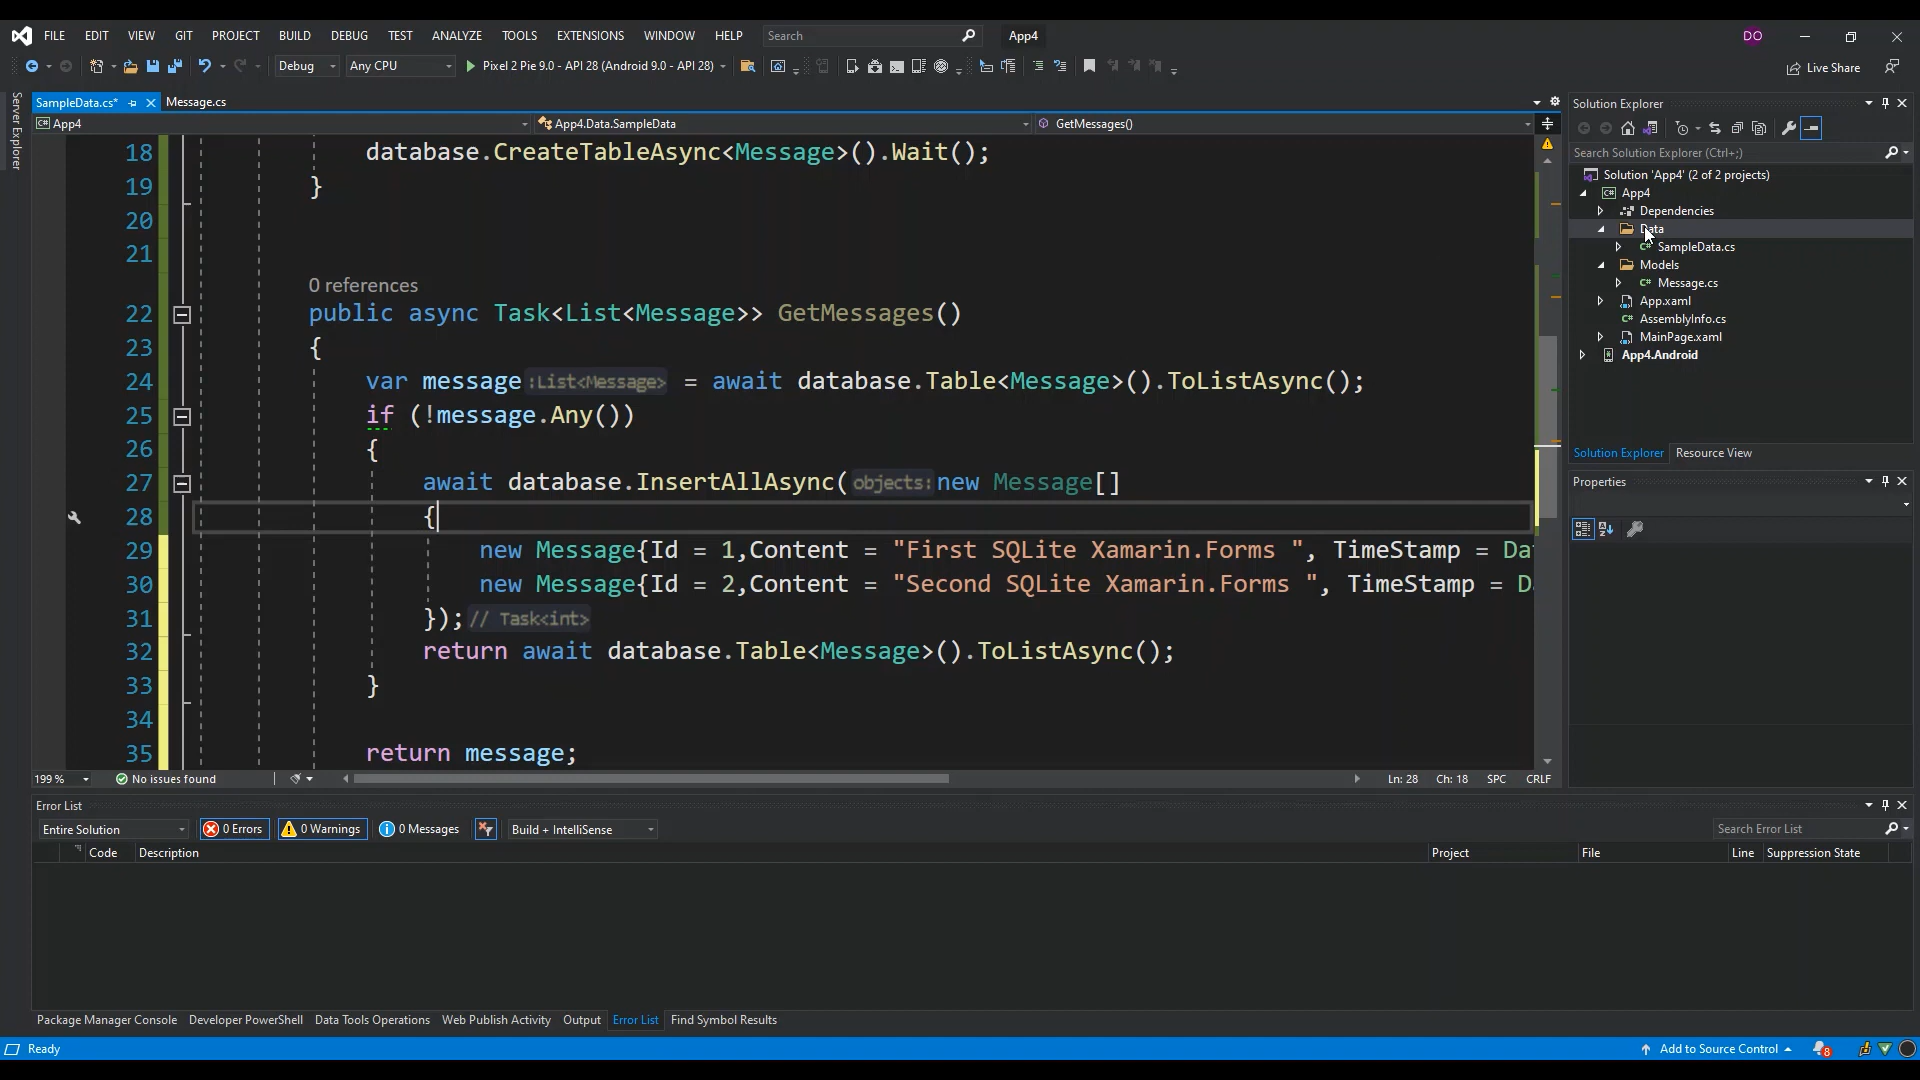 FILE EDIT VIEW GIT PROJECT BUILD DEBUG TEST ANALYZE TOOLS EXTENSIONS WINDOW HELP Search App4 DO
Debug Any CPU Pixel 2 Pie 9.0 - API 28 (Android 9.0 - API 28) Live Share
Server Explorer
SampleData.cs* Message.cs
App4 App4.Data.SampleData GetMessages()
18 database.CreateTableAsync<Message>().Wait();
19 }
20
21
0 references
22 public async Task<List<Message>> GetMessages()
23 {
24 var message :List<Message> = await database.Table<Message>().ToListAsync();
25 if (!message.Any())
26 {
27 await database.InsertAllAsync( objects: new Message[]
28 {
29 new Message{Id = 1,Content = "First SQLite Xamarin.Forms ", TimeStamp = Da
30 new Message{Id = 2,Content = "Second SQLite Xamarin.Forms ", TimeStamp = D
31 }); // Task<int>
32 return await database.Table<Message>().ToListAsync();
33 }
34
35 return message;
199 % No issues found Ln: 28 Ch: 18 SPC CRLF
Solution Explorer
Search Solution Explorer (Ctrl+;)
Solution 'App4' (2 of 2 projects)
C# App4
Dependencies
Data
C# SampleData.cs
Models
C# Message.cs
App.xaml
C# AssemblyInfo.cs
MainPage.xaml
App4.Android
Solution Explorer Resource View
Properties
Error List
Entire Solution 0 Errors 0 Warnings 0 Messages Build + IntelliSense Search Error List
Code Description Project File Line Suppression State
Package Manager Console Developer PowerShell Data Tools Operations Web Publish Activity Output Error List Find Symbol Results
Ready Add to Source Control 8